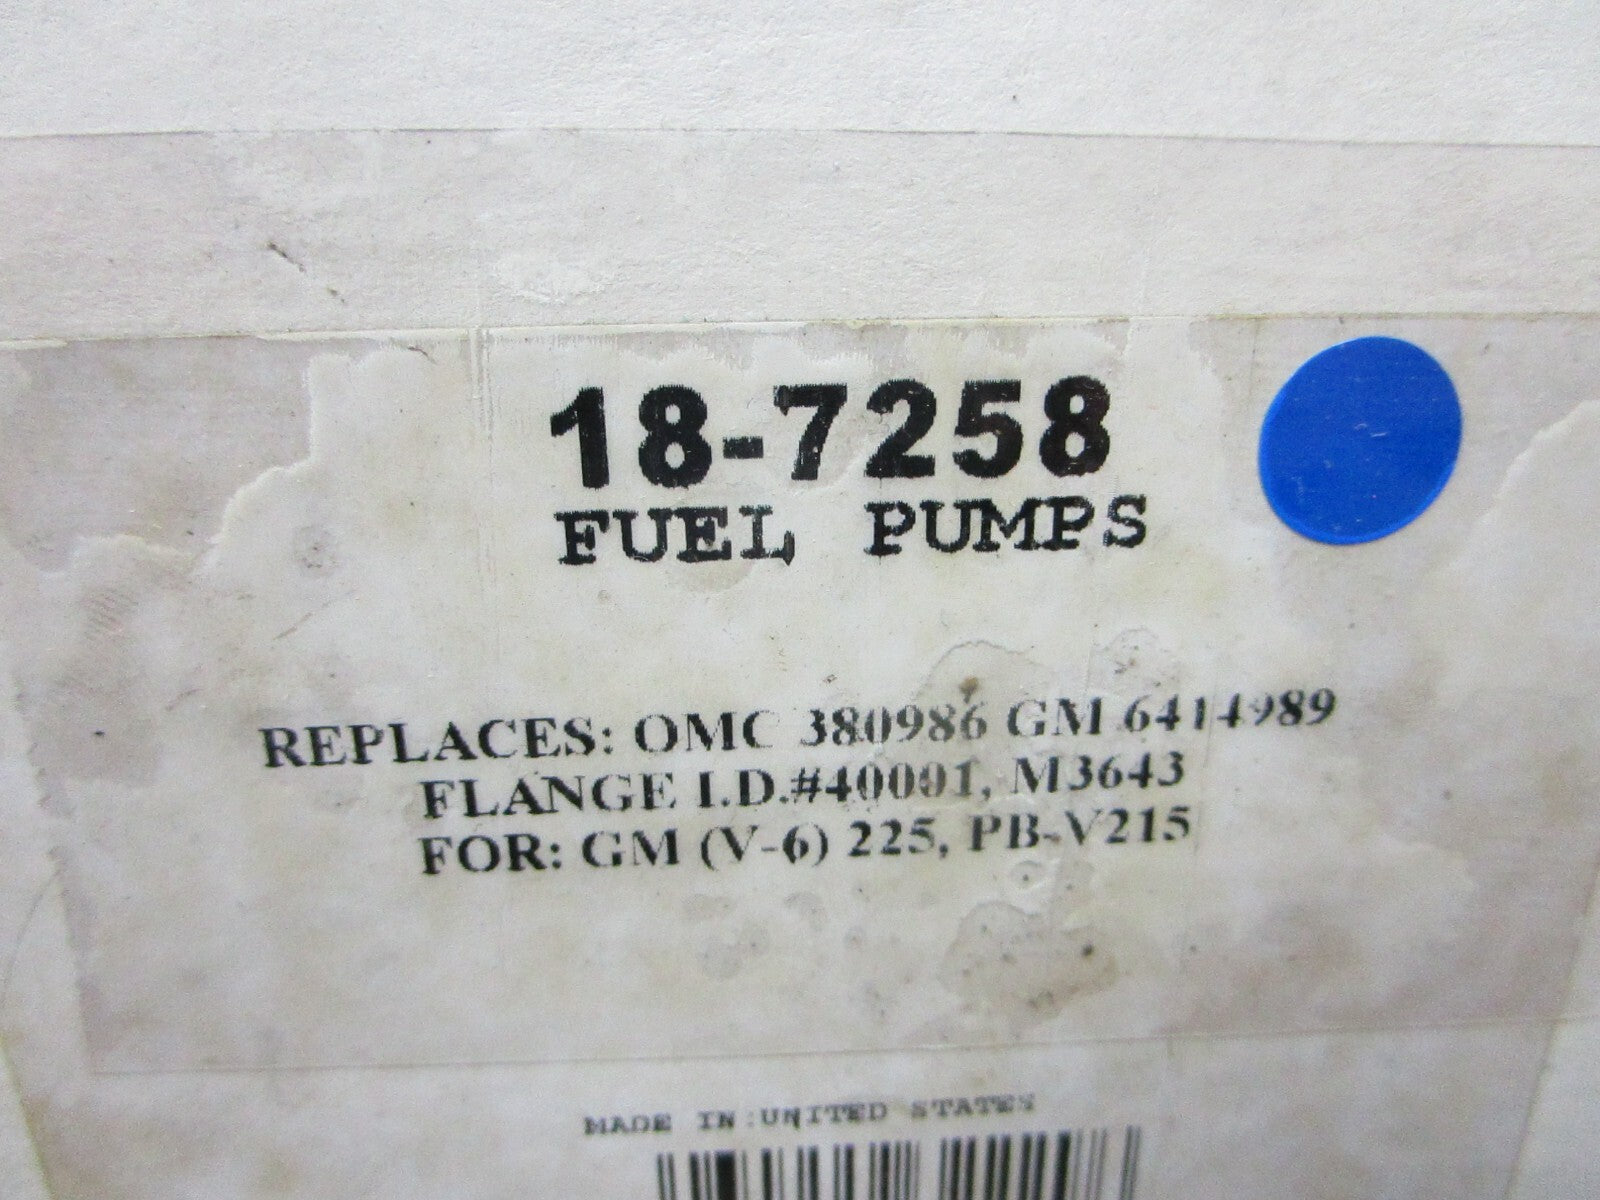 18-7258
FUEL PUMPS
REPLACES: OMC 380986 GM 6414989
FLANGE I.D.#40091, M3643
FOR: GM (V-6) 225, PB-V215
MADE IN:UNITED STATES